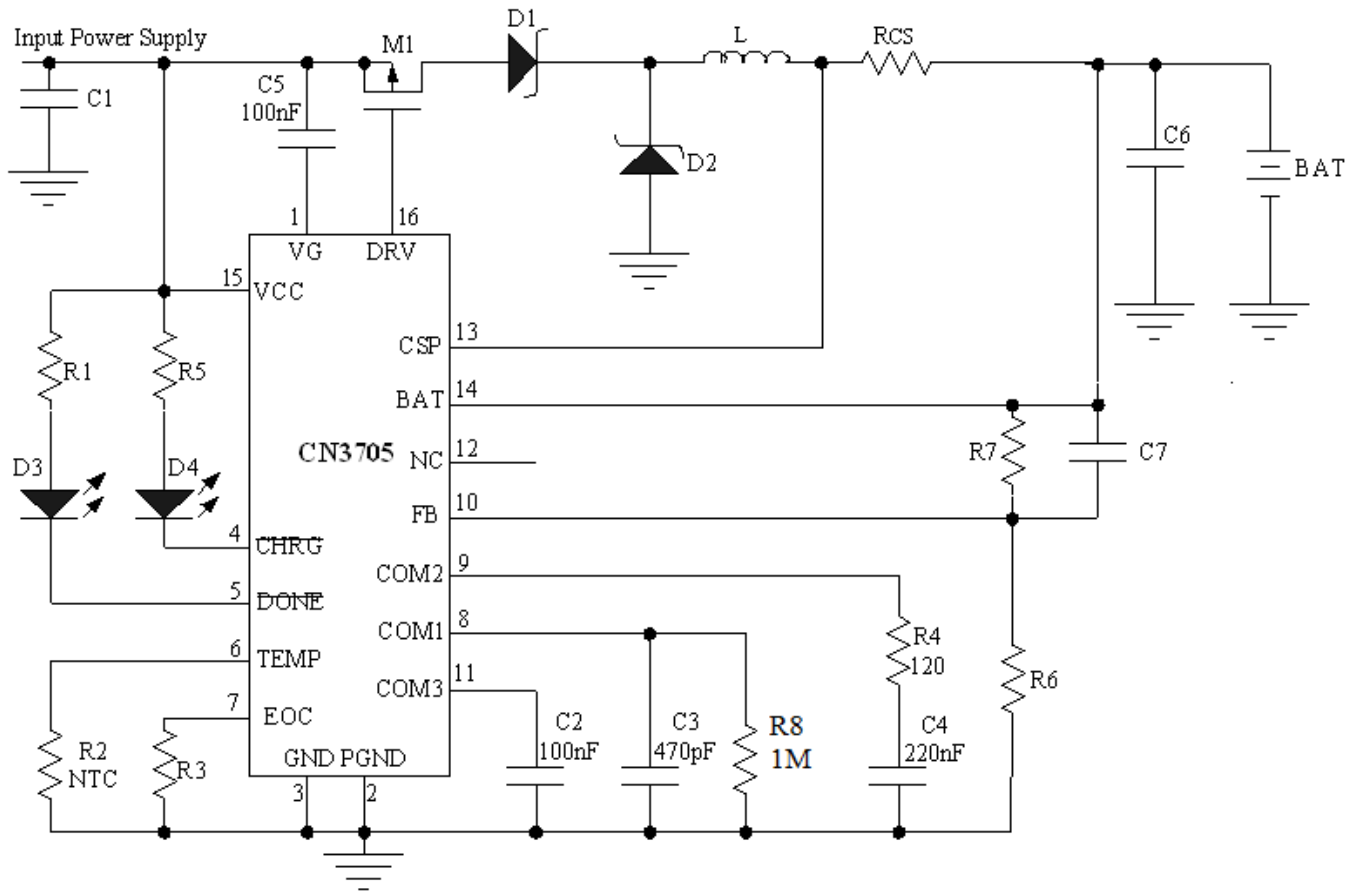 Input Power Supply
M1
D1
L
RCS
C1
C5
100nF
D2
C6
BAT
1
16
VG
DRV
15
VCC
13
CSP
R1
R5
14
BAT
CN3705
12
NC
R7
C7
D3
D4
10
FB
4
CHRG
9
COM2
5
DONE
8
COM1
R4
120
6
TEMP
11
COM3
R6
7
EOC
R2
NTC
R3
GND PGND
3
2
C2
100nF
C3
470pF
R8
1M
C4
220nF